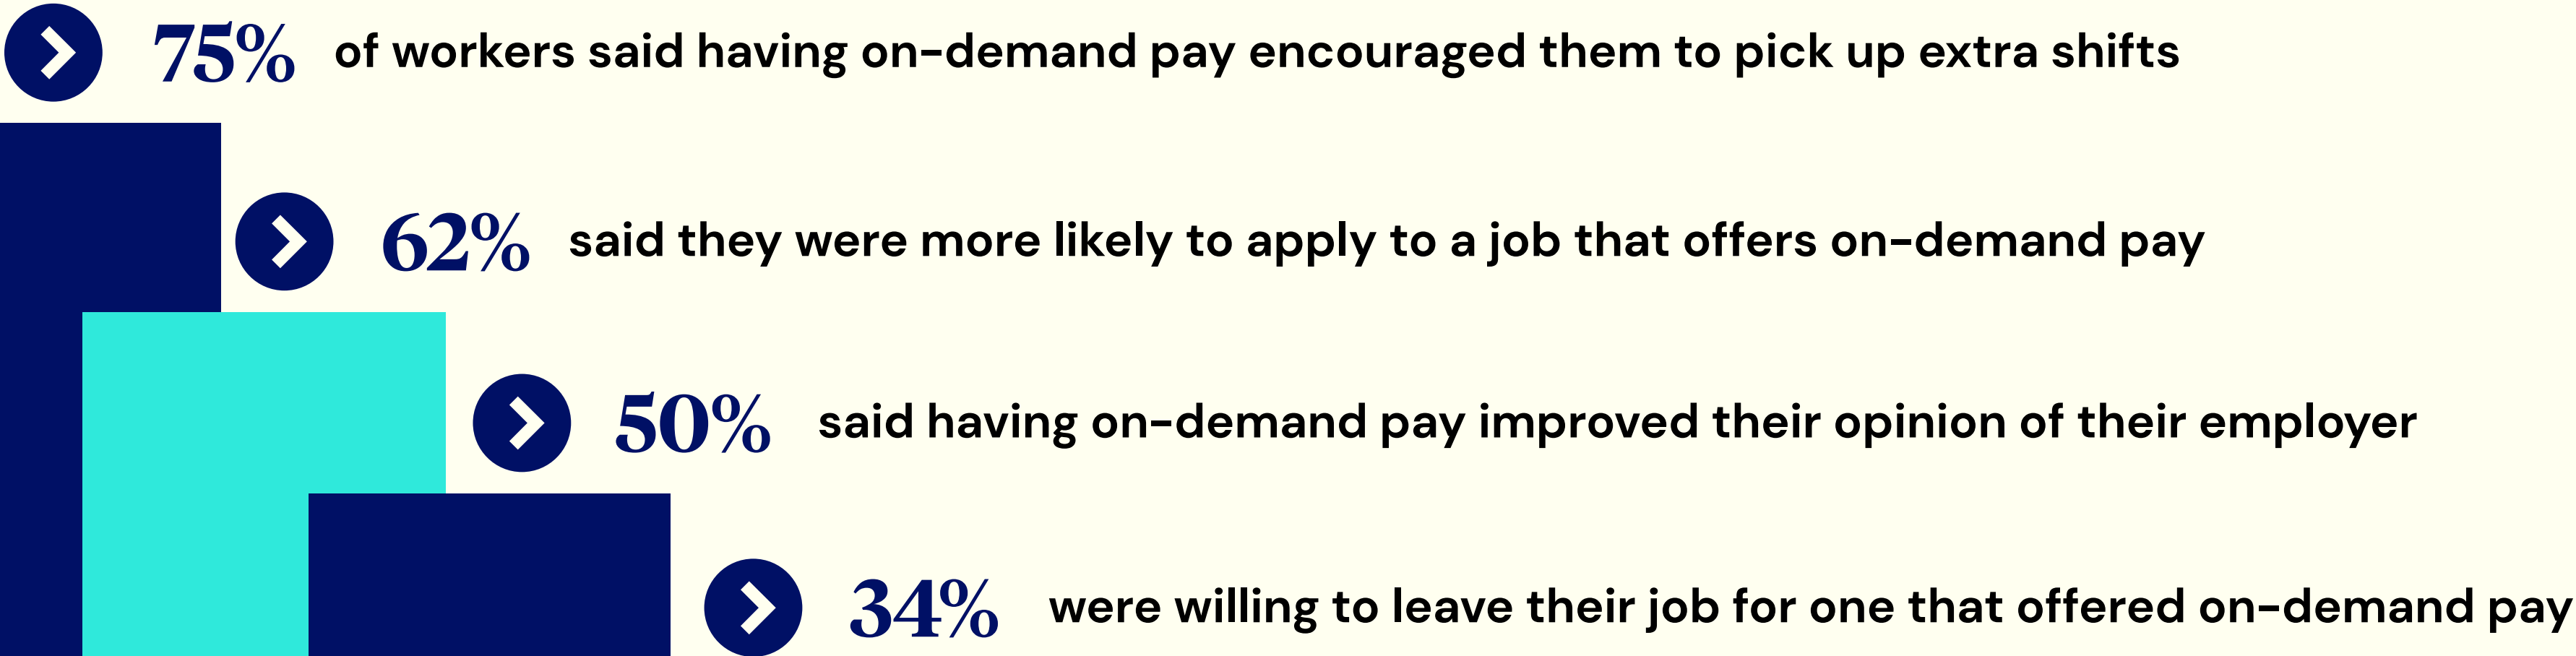 75% of workers said having on-demand pay encouraged them to pick up extra shifts
62% said they were more likely to apply to a job that offers on-demand pay
50% said having on-demand pay improved their opinion of their employer
34% were willing to leave their job for one that offered on-demand pay